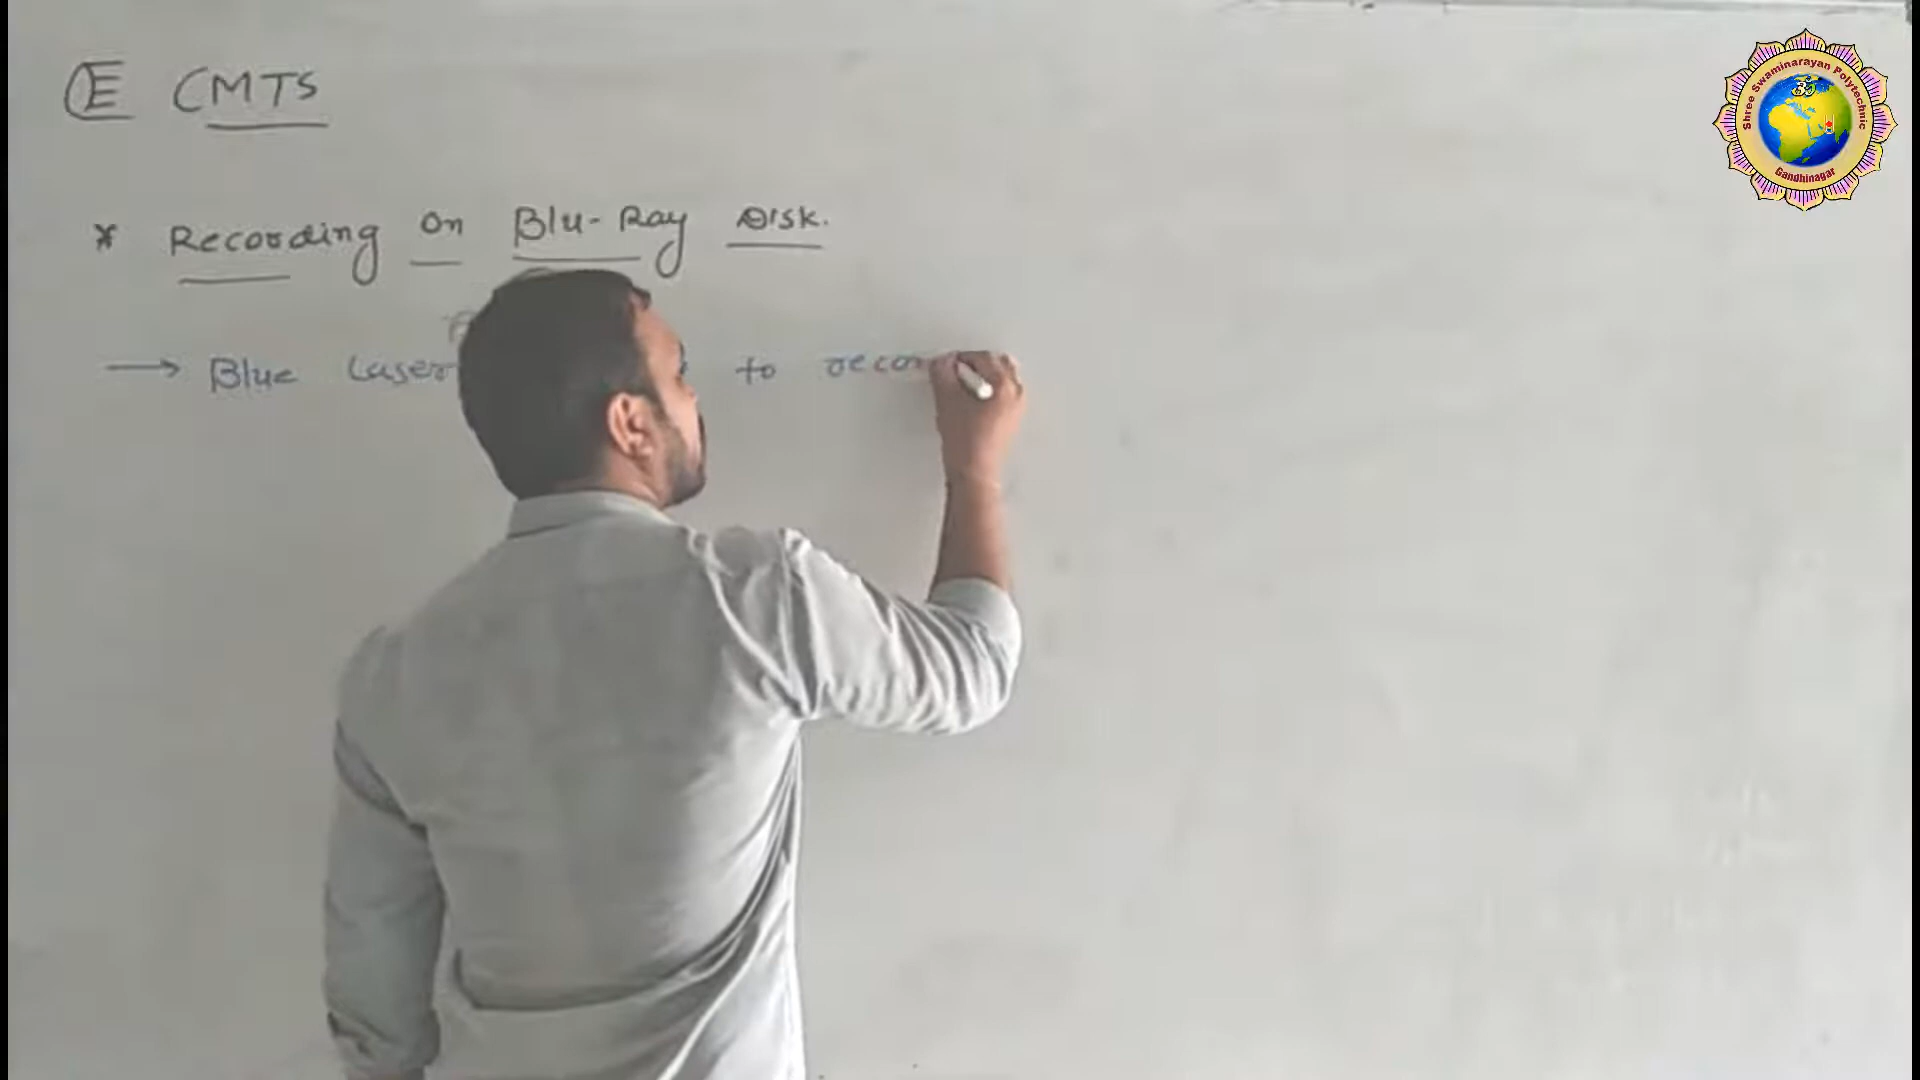 E CMTS
* Recording on Blu-Ray Disk.
→ Blue Laser to recor
Shree Swaminarayan Polytechnic
ॐ
Gandhinagar